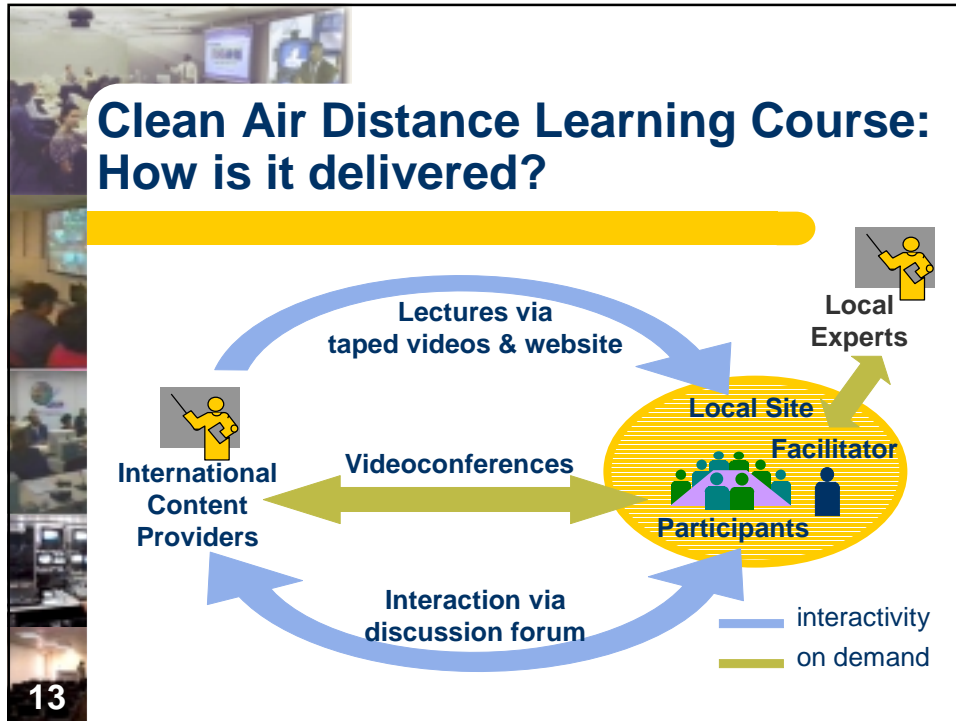 Clean Air Distance Learning Course:
How is it delivered?
Lectures via
taped videos & website
Local
Experts
Local Site
Facilitator
Participants
International
Content
Providers
Videoconferences
Interaction via
discussion forum
interactivity
on demand
13